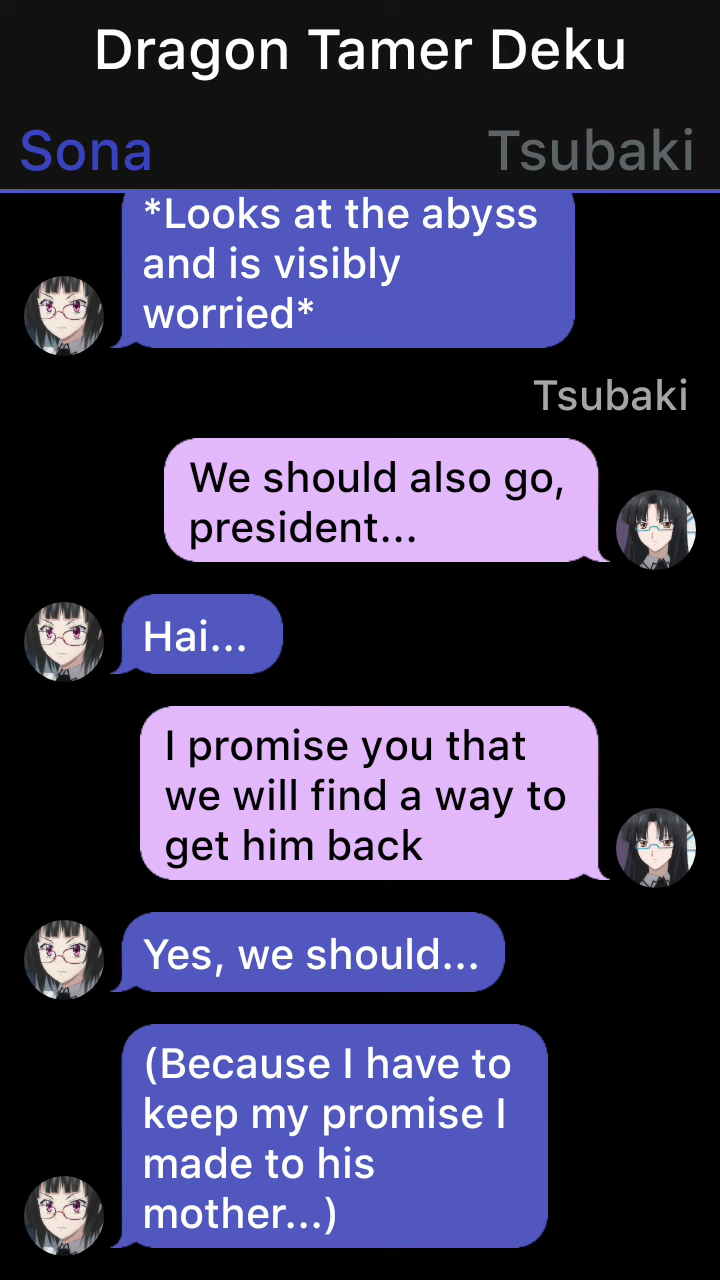 Dragon Tamer Deku
Sona
Tsubaki
*Looks at the abyss
and is visibly
worried*
Tsubaki
We should also go,
president...
Hai...
I promise you that
we will find a way to
get him back
Yes, we should...
(Because I have to
keep my promise I
made to his
mother...)